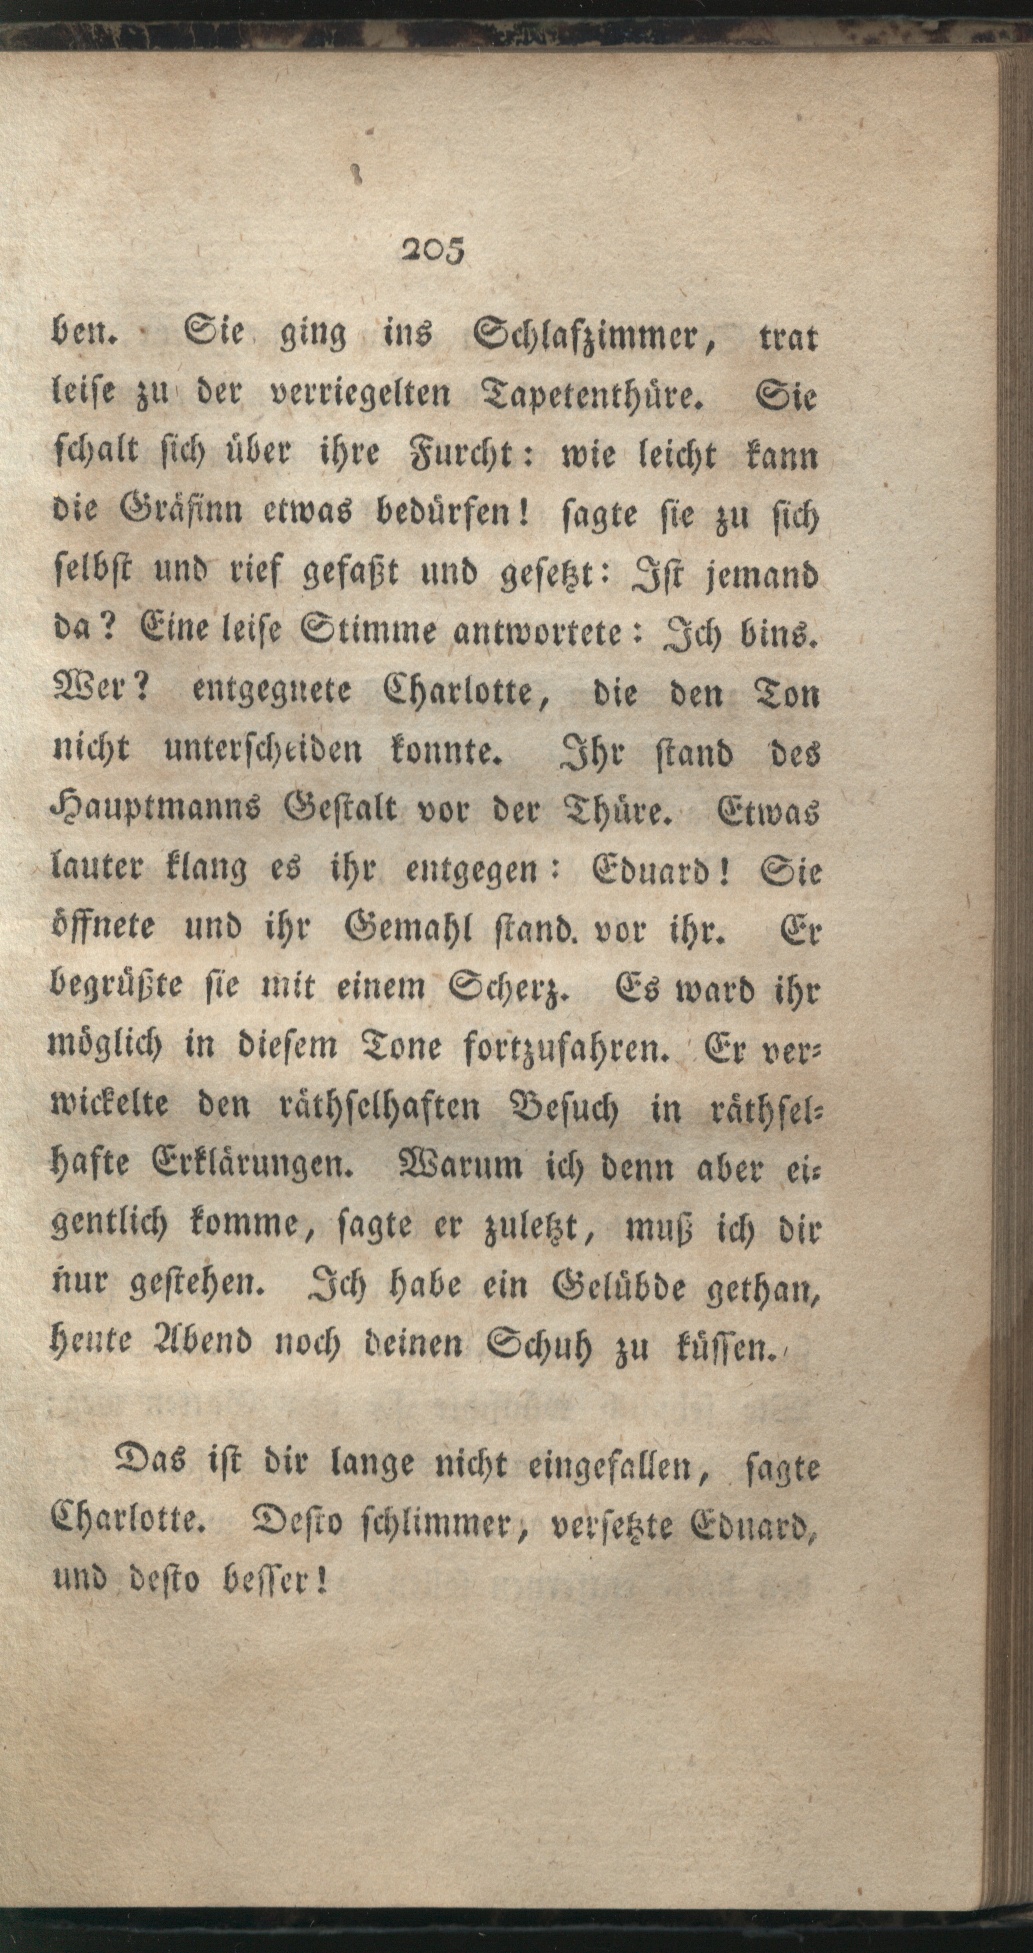 205
ben. Sie ging ins Schlafzimmer, trat
leise zu der verriegelten Tapetenthüre. Sie
schalt sich über ihre Furcht: wie leicht kann
die Gräfinn etwas bedürfen! sagte sie zu sich
selbst und rief gefaßt und gesetzt: Ist jemand
da? Eine leise Stimme antwortete: Ich bins.
Wer? entgegnete Charlotte, die den Ton
nicht unterscheiden konnte. Ihr stand des
Hauptmanns Gestalt vor der Thüre. Etwas
lauter klang es ihr entgegen: Eduard! Sie
öffnete und ihr Gemahl stand vor ihr. Er
begrüßte sie mit einem Scherz. Es ward ihr
möglich in diesem Tone fortzufahren. Er ver-
wickelte den räthselhaften Besuch in räthsel-
hafte Erklärungen. Warum ich denn aber ei-
gentlich komme, sagte er zuletzt, muß ich dir
nur gestehen. Ich habe ein Gelübde gethan,
heute Abend noch deinen Schuh zu küssen.
Das ist dir lange nicht eingefallen, sagte
Charlotte. Desto schlimmer, versetzte Eduard,
und desto besser!